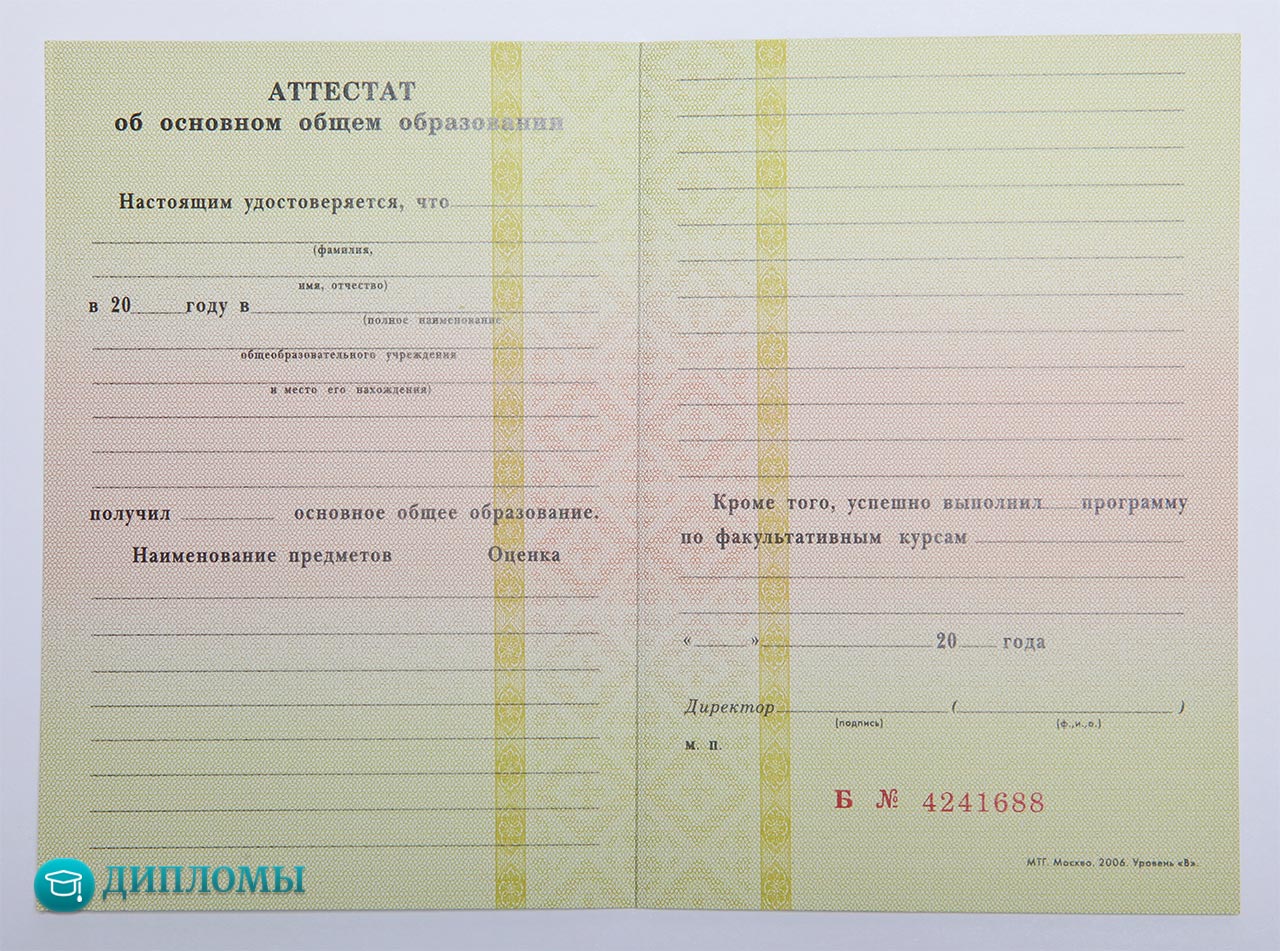 АТТЕСТАТ
об основном общем образовании
Настоящим удостоверяется, что
(фамилия,
имя, отчество)
в 20 году в
(полное наименование
общеобразовательного учреждения
и место его нахождения)
получил основное общее образование.
Наименование предметов Оценка
Кроме того, успешно выполнил программу
по факультативным курсам
« » 20 года
Директор ( )
(подпись) (ф.,и.,о.)
м. п.
Б № 4241688
МТГ. Москва. 2006. Уровень «В».
ДИПЛОМЫ